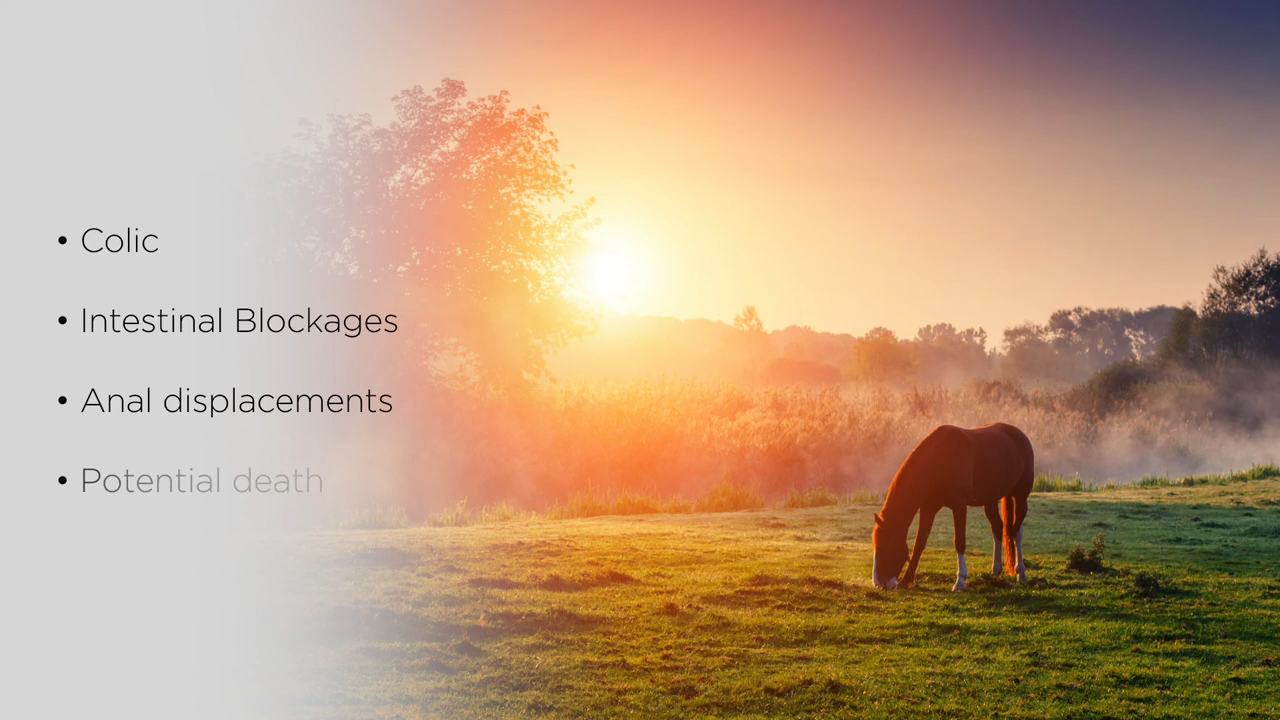 • Colic
• Intestinal Blockages
• Anal displacements
• Potential death